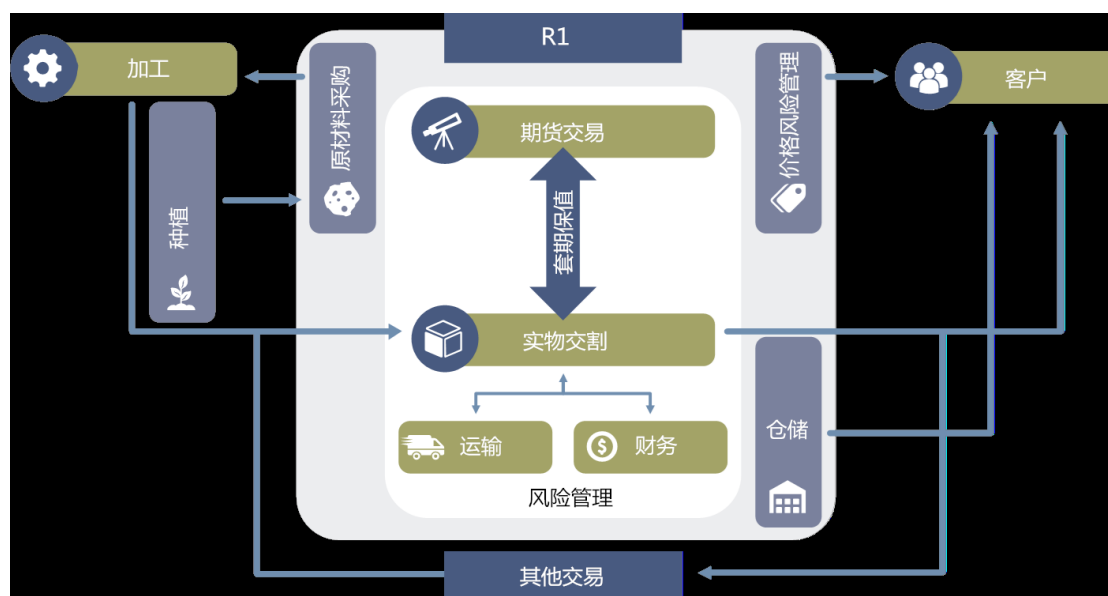 R1
加工
原材料采购
价格风险管理
客户
期货交易
种植
套期保值
实物交割
仓储
运输
财务
风险管理
其他交易